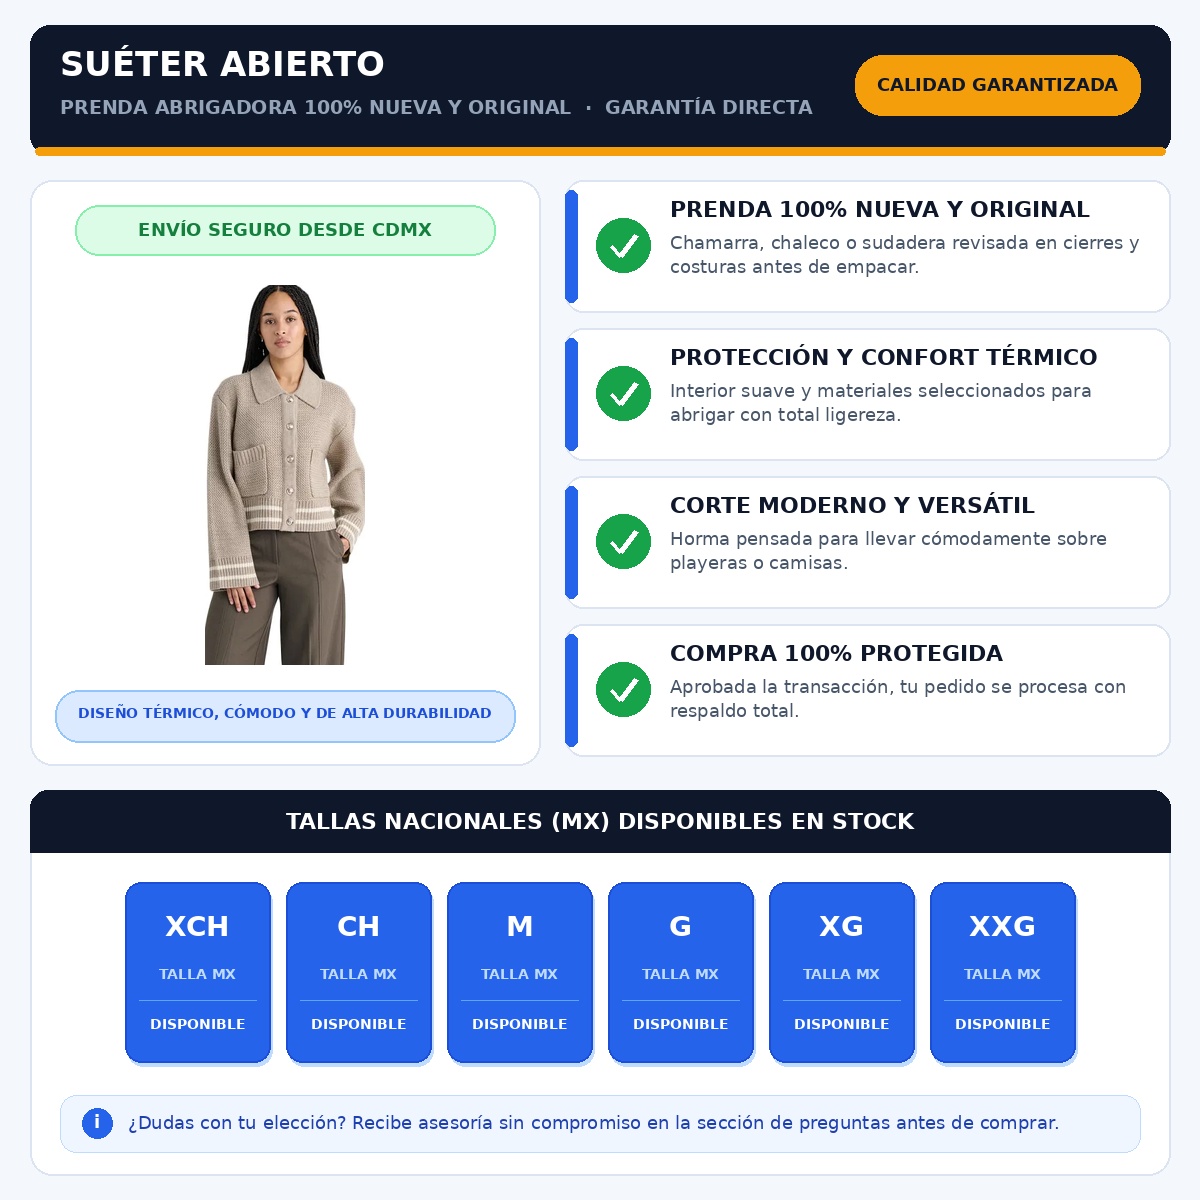 SUÉTER ABIERTO
PRENDA ABRIGADORA 100% NUEVA Y ORIGINAL · GARANTÍA DIRECTA
CALIDAD GARANTIZADA
ENVÍO SEGURO DESDE CDMX
DISEÑO TÉRMICO, CÓMODO Y DE ALTA DURABILIDAD
PRENDA 100% NUEVA Y ORIGINAL
Chamarra, chaleco o sudadera revisada en cierres y
costuras antes de empacar.
PROTECCIÓN Y CONFORT TÉRMICO
Interior suave y materiales seleccionados para
abrigar con total ligereza.
CORTE MODERNO Y VERSÁTIL
Horma pensada para llevar cómodamente sobre
playeras o camisas.
COMPRA 100% PROTEGIDA
Aprobada la transacción, tu pedido se procesa con
respaldo total.
TALLAS NACIONALES (MX) DISPONIBLES EN STOCK
XCH
TALLA MX
DISPONIBLE
CH
TALLA MX
DISPONIBLE
M
TALLA MX
DISPONIBLE
G
TALLA MX
DISPONIBLE
XG
TALLA MX
DISPONIBLE
XXG
TALLA MX
DISPONIBLE
i
¿Dudas con tu elección? Recibe asesoría sin compromiso en la sección de preguntas antes de comprar.